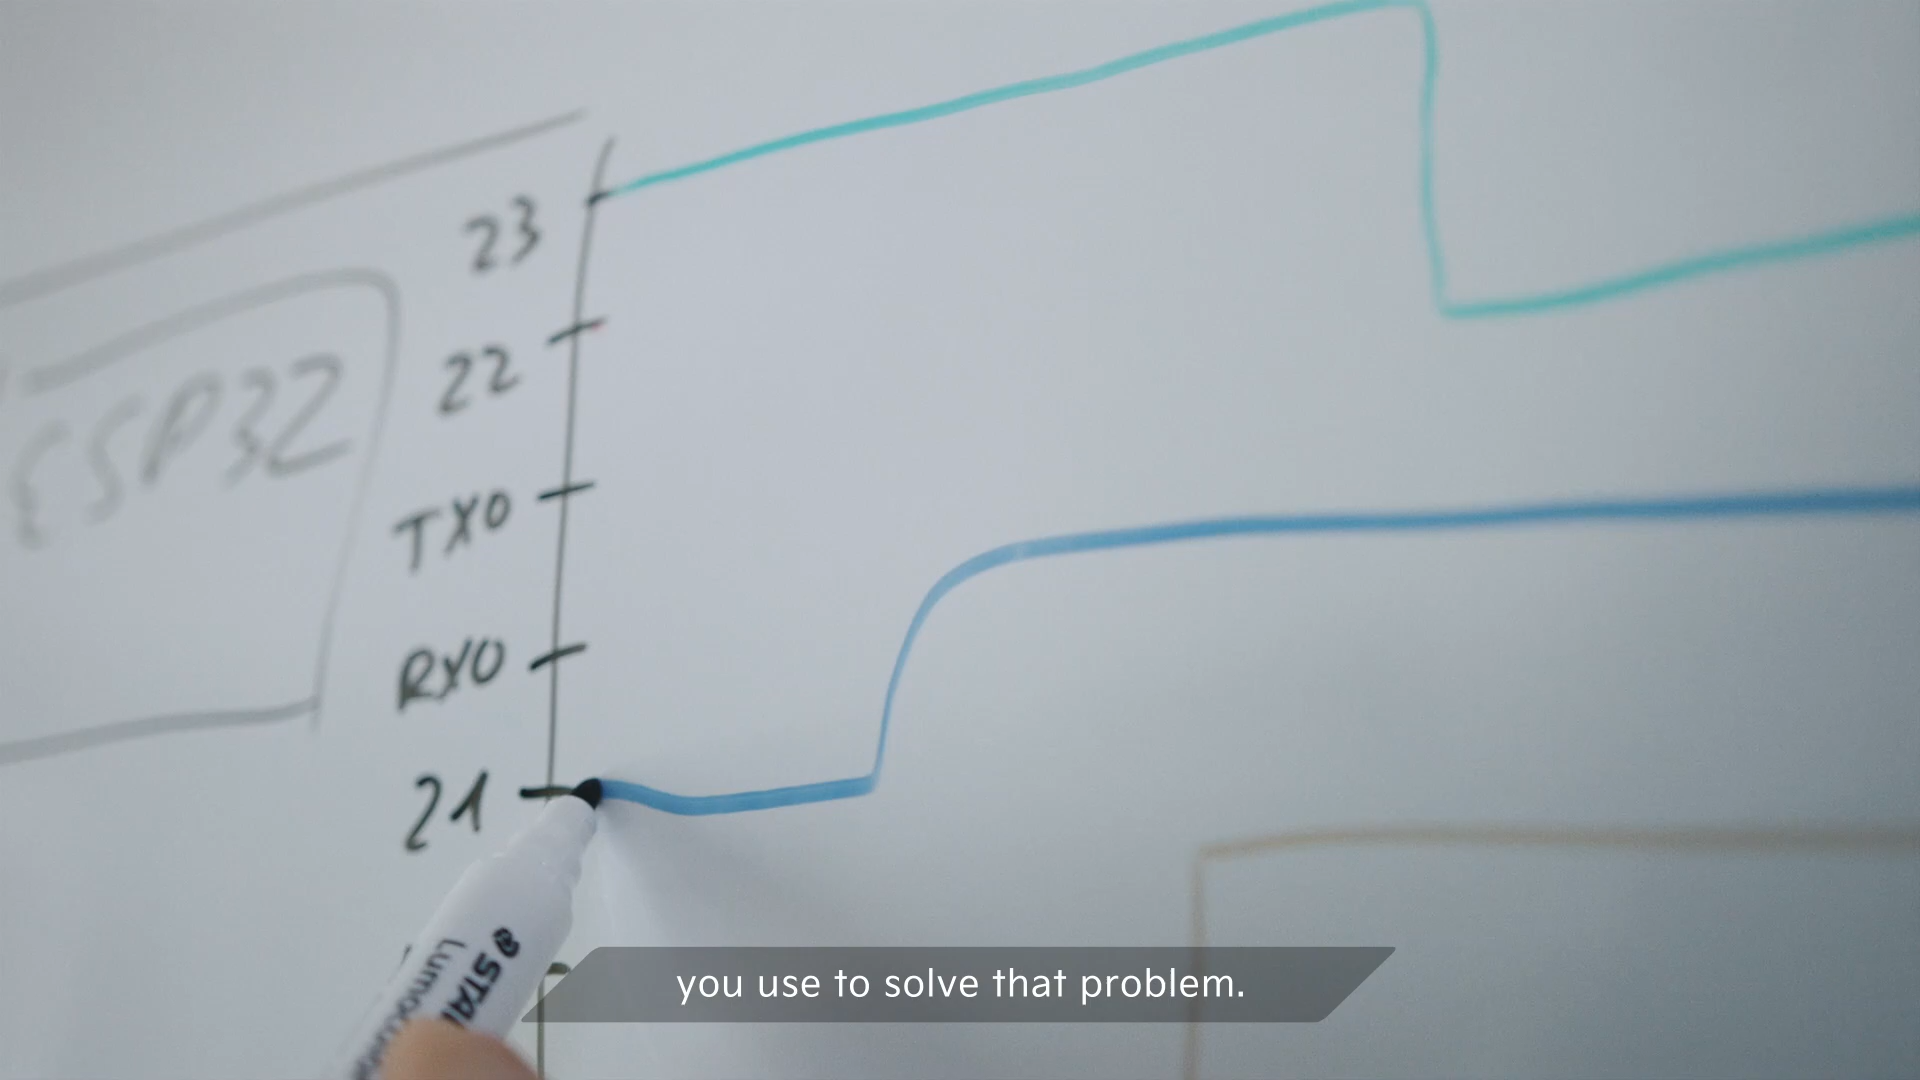 23
22
ESP32
TX0
RX0
21
you use to solve that problem.